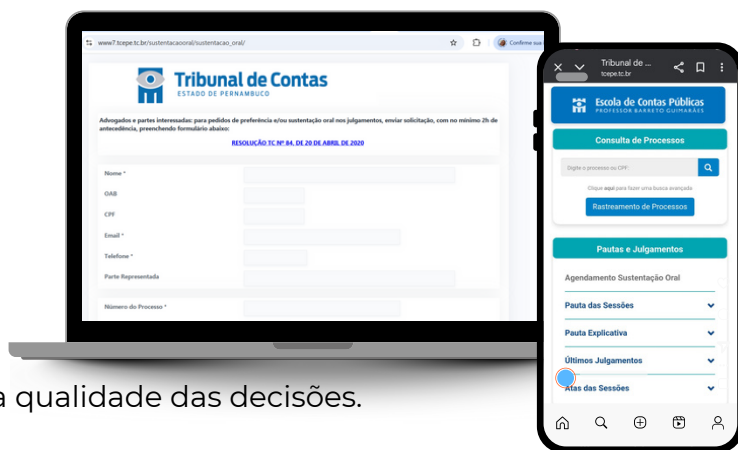 www7.tcepe.tc.br/sustentacaooral/sustentacao_oral/
Confirme sua
Tribunal de Contas
ESTADO DE PERNAMBUCO
Advogados e partes interessadas: para pedidos de preferência e/ou sustentação oral nos julgamentos, enviar solicitação, com no mínimo 2h de
antecedência, preenchendo formulário abaixo:
RESOLUÇÃO TC Nº 84, DE 20 DE ABRIL DE 2020
Nome *
OAB
CPF
Email *
Telefone *
Parte Representada
Número do Processo *
Tribunal de ...
tcepe.tc.br
Escola de Contas Públicas
PROFESSOR BARRETO GUIMARÃES
Consulta de Processos
Digite o processo ou CPF:
Clique aqui para fazer uma busca avançada
Rastreamento de Processos
Pautas e Julgamentos
Agendamento Sustentação Oral
Pauta das Sessões
Pauta Explicativa
Últimos Julgamentos
Atas das Sessões
a qualidade das decisões.